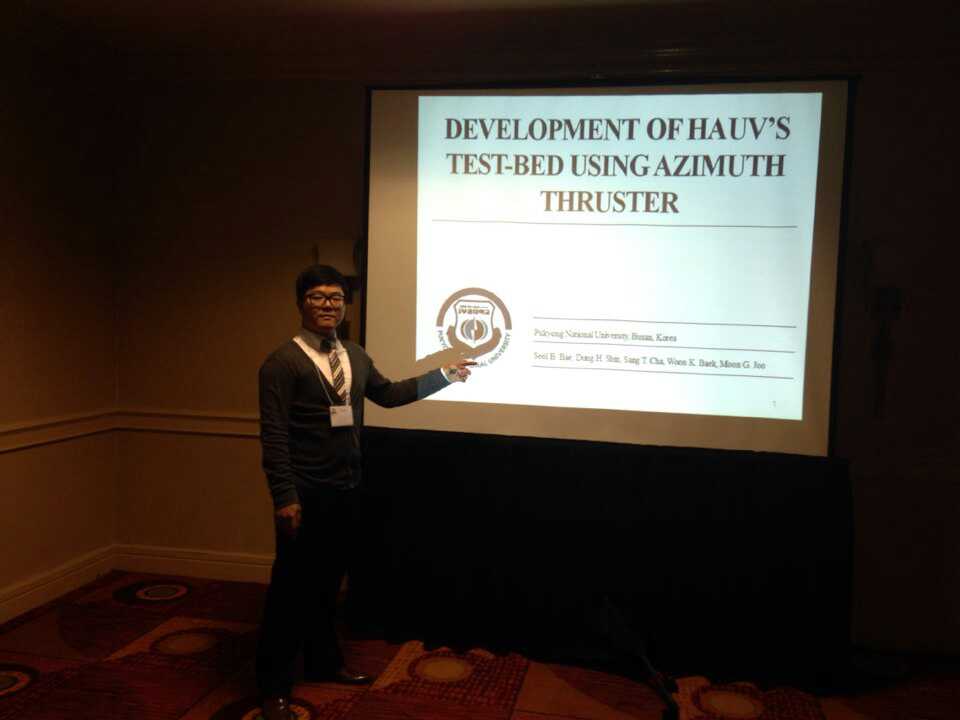 DEVELOPMENT OF HAUV'S
TEST-BED USING AZIMUTH
THRUSTER
Pukyong National University, Busan, Korea
Seol B. Bae, Dong H. Shin, Sang T. Cha, Woon K. Baek, Moon G. Joo
UNIVERSITY
1